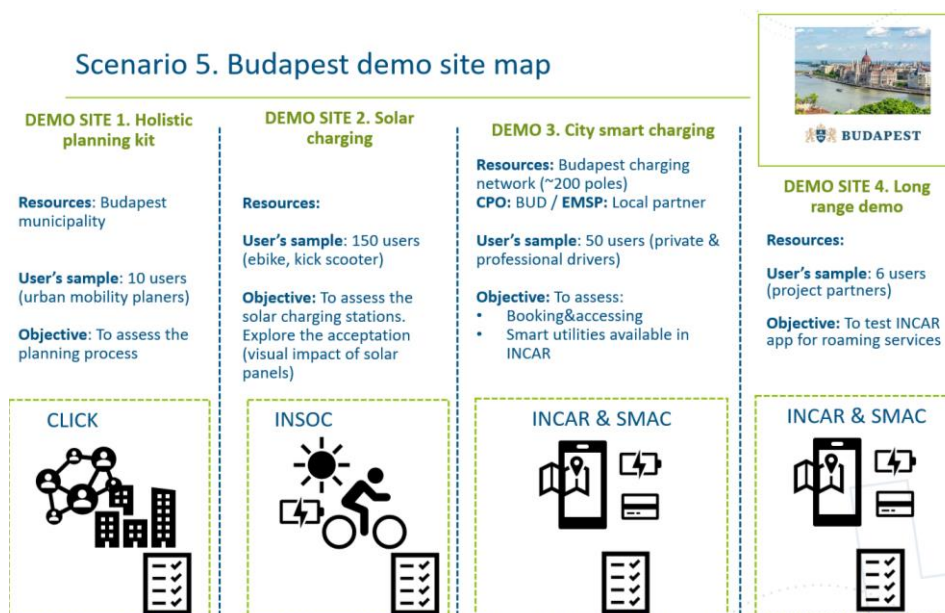 Scenario 5. Budapest demo site map
BUDAPEST
DEMO SITE 1. Holistic
planning kit
Resources: Budapest
municipality
User's sample: 10 users
(urban mobility planers)
Objective: To assess the
planning process
CLICK
DEMO SITE 2. Solar
charging
Resources:
User's sample: 150 users
(ebike, kick scooter)
Objective: To assess the
solar charging stations.
Explore the acceptation
(visual impact of solar
panels)
INSOC
DEMO 3. City smart charging
Resources: Budapest charging
network (~200 poles)
CPO: BUD / EMSP: Local partner
User's sample: 50 users (private &
professional drivers)
Objective: To assess:
• Booking&accessing
• Smart utilities available in
INCAR
INCAR & SMAC
DEMO SITE 4. Long
range demo
Resources:
User's sample: 6 users
(project partners)
Objective: To test INCAR
app for roaming services
INCAR & SMAC